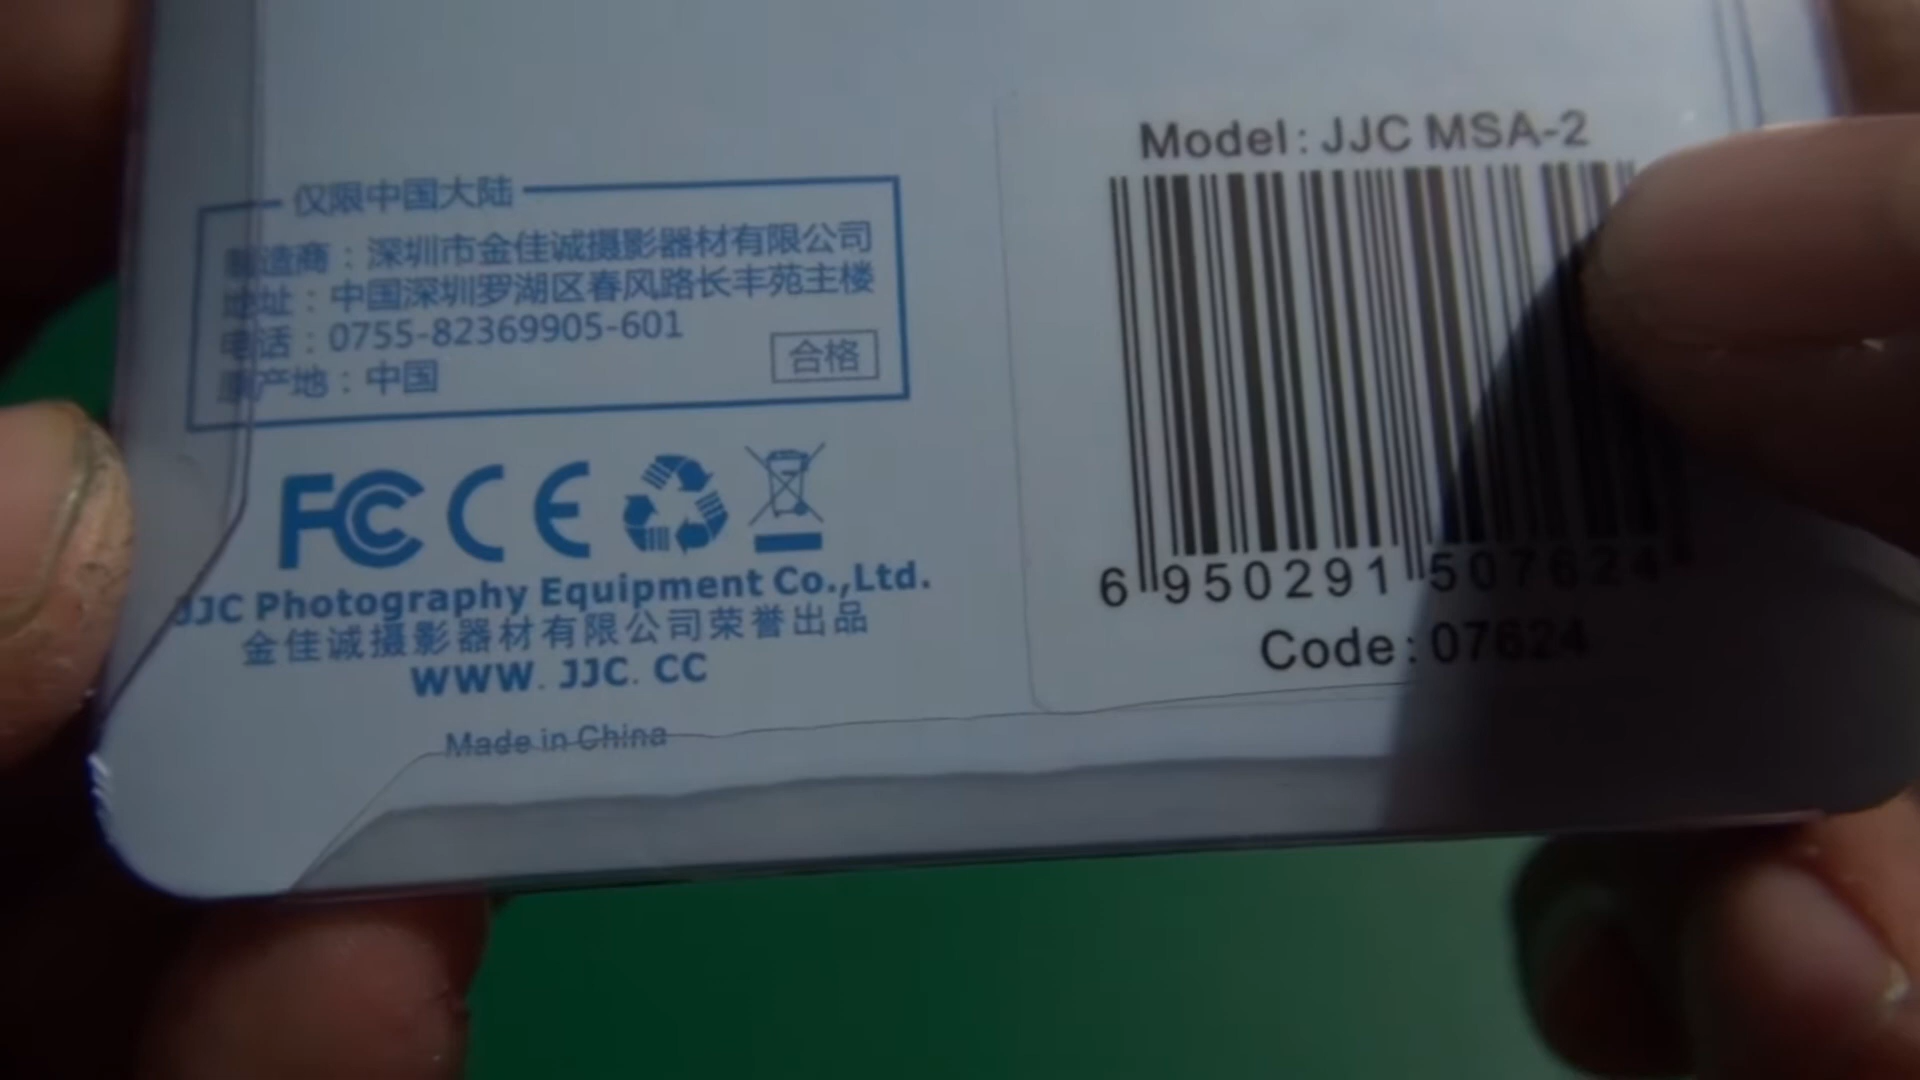 仅限中国大陆
制造商：深圳市金佳诚摄影器材有限公司
地址：中国深圳罗湖区春风路长丰苑主楼
电话：0755-82369905-601
原产地：中国
合格
FC CE
JJC Photography Equipment Co.,Ltd.
金佳诚摄影器材有限公司荣誉出品
WWW. JJC. CC
Made in China
Model: JJC MSA-2
6 950291 507624
Code: 07624